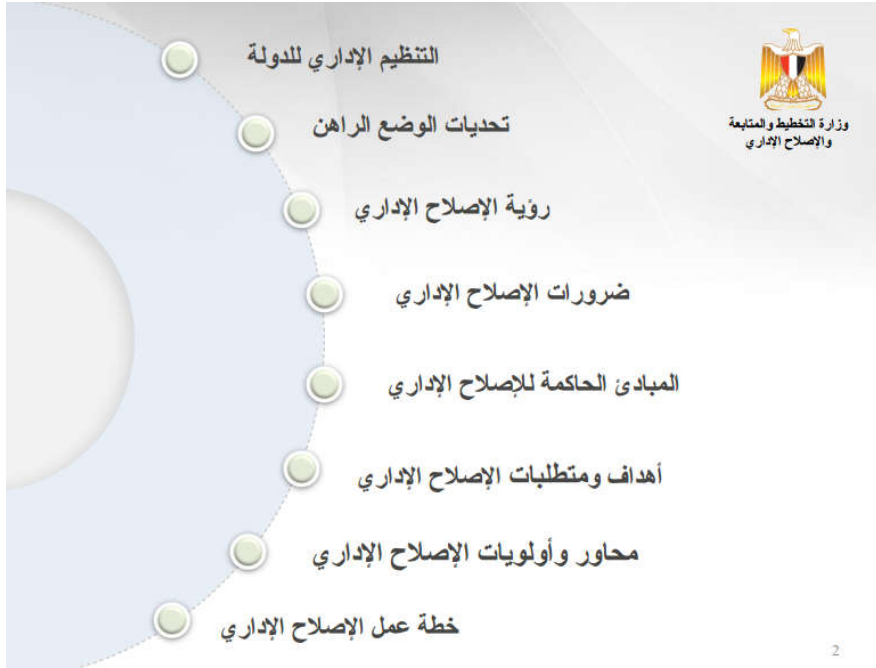 وزارة التخطيط والمتابعة
والإصلاح الإداري
التنظيم الإداري للدولة
تحديات الوضع الراهن
رؤية الإصلاح الإداري
ضرورات الإصلاح الإداري
المبادئ الحاكمة للإصلاح الإداري
أهداف ومتطلبات الإصلاح الإداري
محاور وأولويات الإصلاح الإداري
خطة عمل الإصلاح الإداري
2